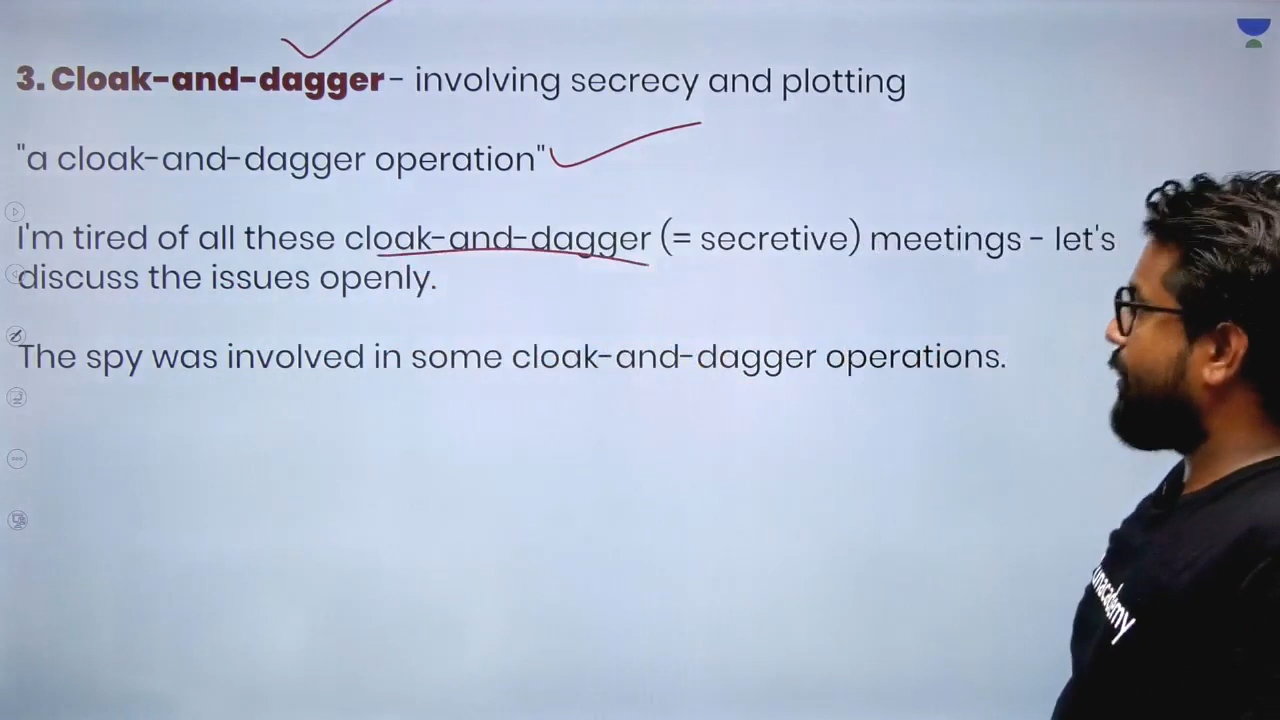 3. Cloak-and-dagger - involving secrecy and plotting
"a cloak-and-dagger operation"
I'm tired of all these cloak-and-dagger (= secretive) meetings - let's
discuss the issues openly.
The spy was involved in some cloak-and-dagger operations.
unacademy